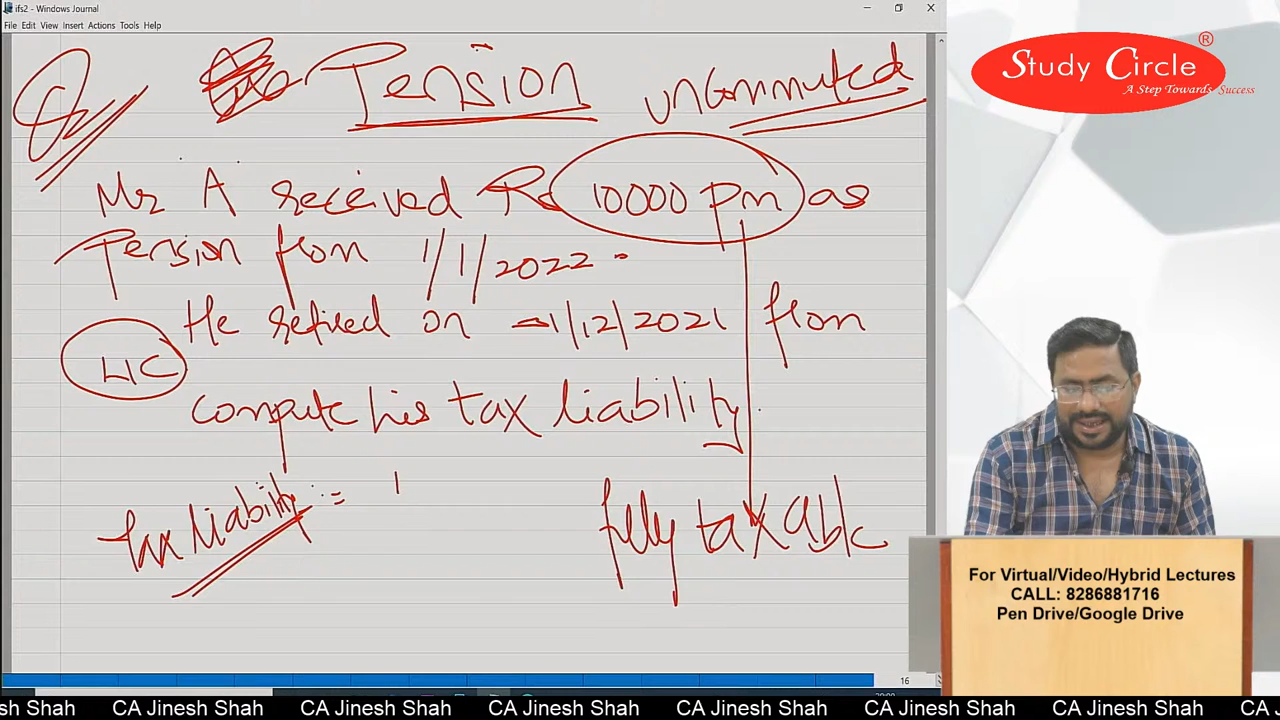 ifs2 - Windows Journal
File Edit View Insert Actions Tools Help
Pension uncommuted
Mr A received Rs 10000 pm as
Pension from 1/1/2022
He retired on 1/12/2021 from
LIC
compute his tax liability
tax liability = 1
fully taxable
16
Study Circle ®
A Step Towards Success
For Virtual/Video/Hybrid Lectures
CALL: 8286881716
Pen Drive/Google Drive
esh Shah CA Jinesh Shah CA Jinesh Shah CA Jinesh Shah CA Jinesh Shah CA Jinesh Shah CA Jinesh Shah